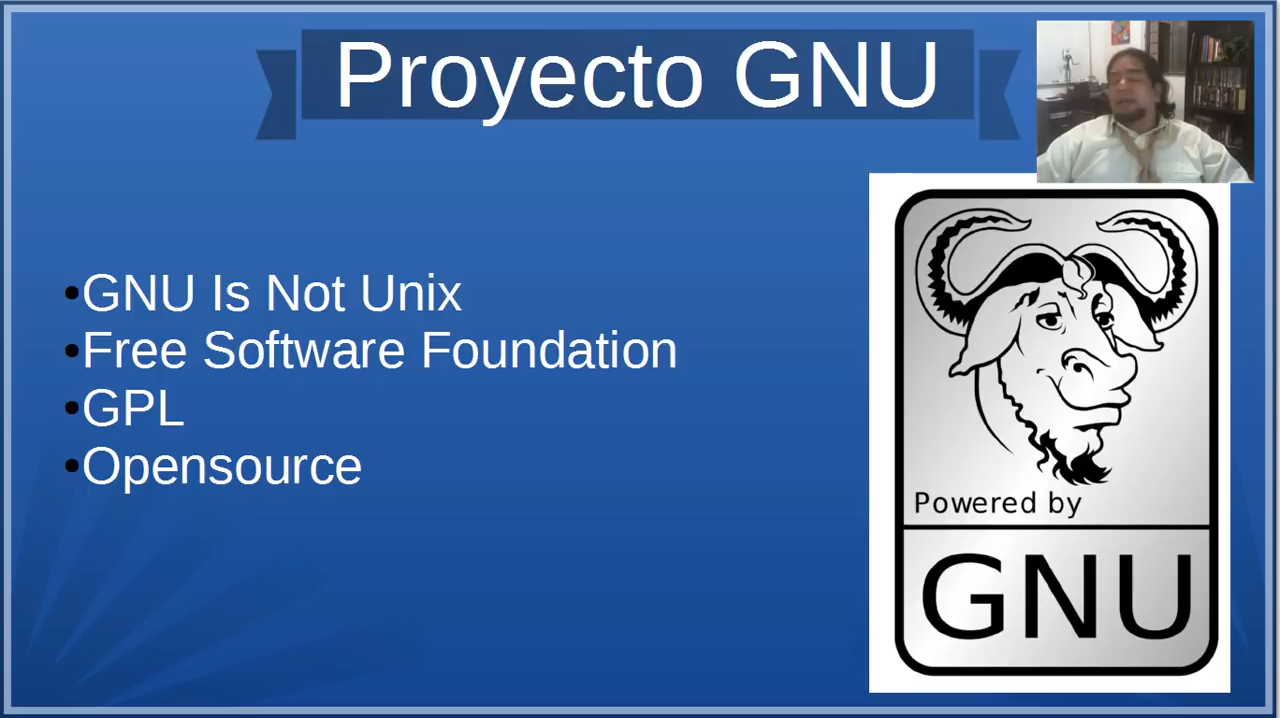 Proyecto GNU
•GNU Is Not Unix
•Free Software Foundation
•GPL
•Opensource
Powered by
GNU